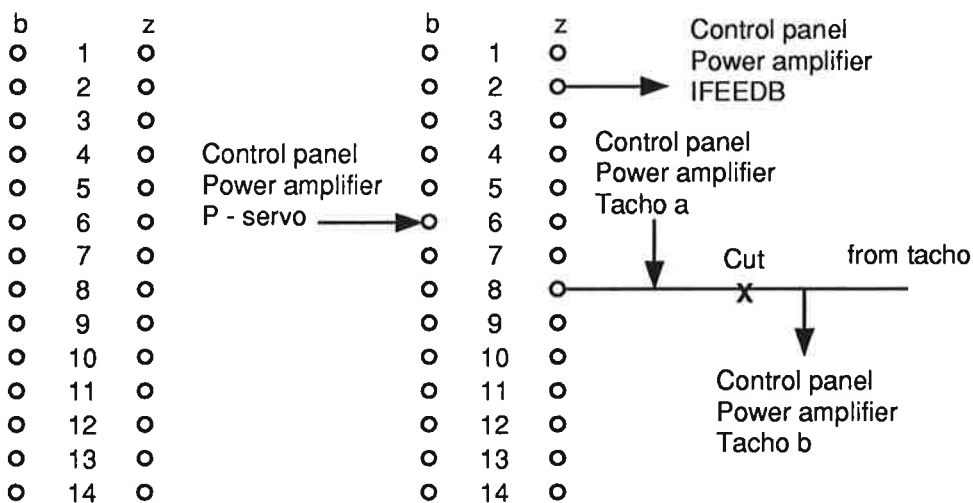 b z b z
1 1
2 2
3 3
4 4
5 5
6 6
7 7
8 8
9 9
10 10
11 11
12 12
13 13
14 14
Control panel
Power amplifier
P - servo
Control panel
Power amplifier
IFEEDB
Control panel
Power amplifier
Tacho a
Cut
X
from tacho
Control panel
Power amplifier
Tacho b